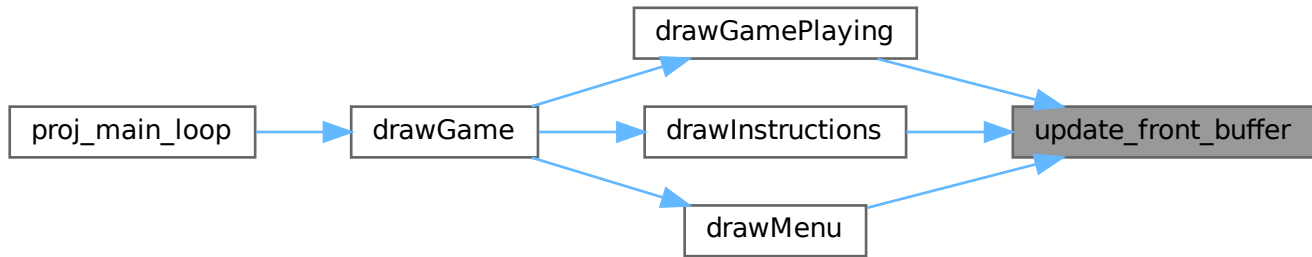 drawGamePlaying
proj_main_loop
drawGame
drawInstructions
update_front_buffer
drawMenu